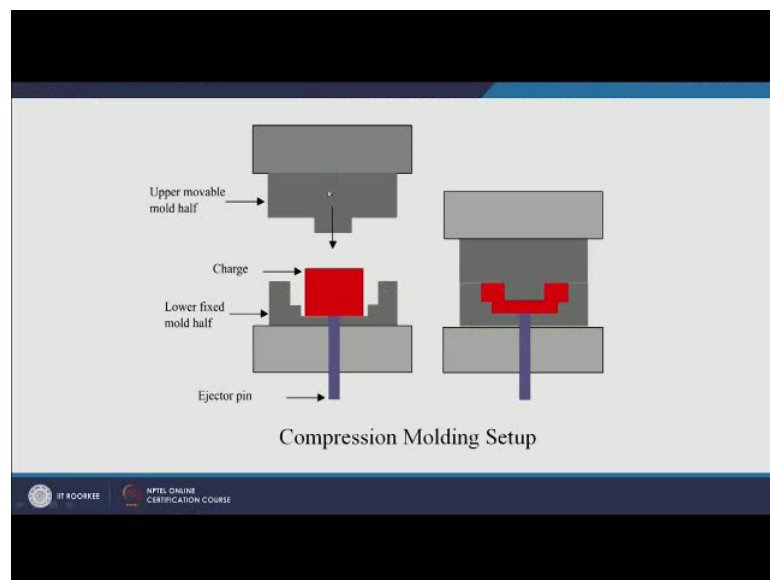 Upper movable
mold half
Charge
Lower fixed
mold half
Ejector pin
Compression Molding Setup
IIT ROORKEE
NPTEL ONLINE
CERTIFICATION COURSE